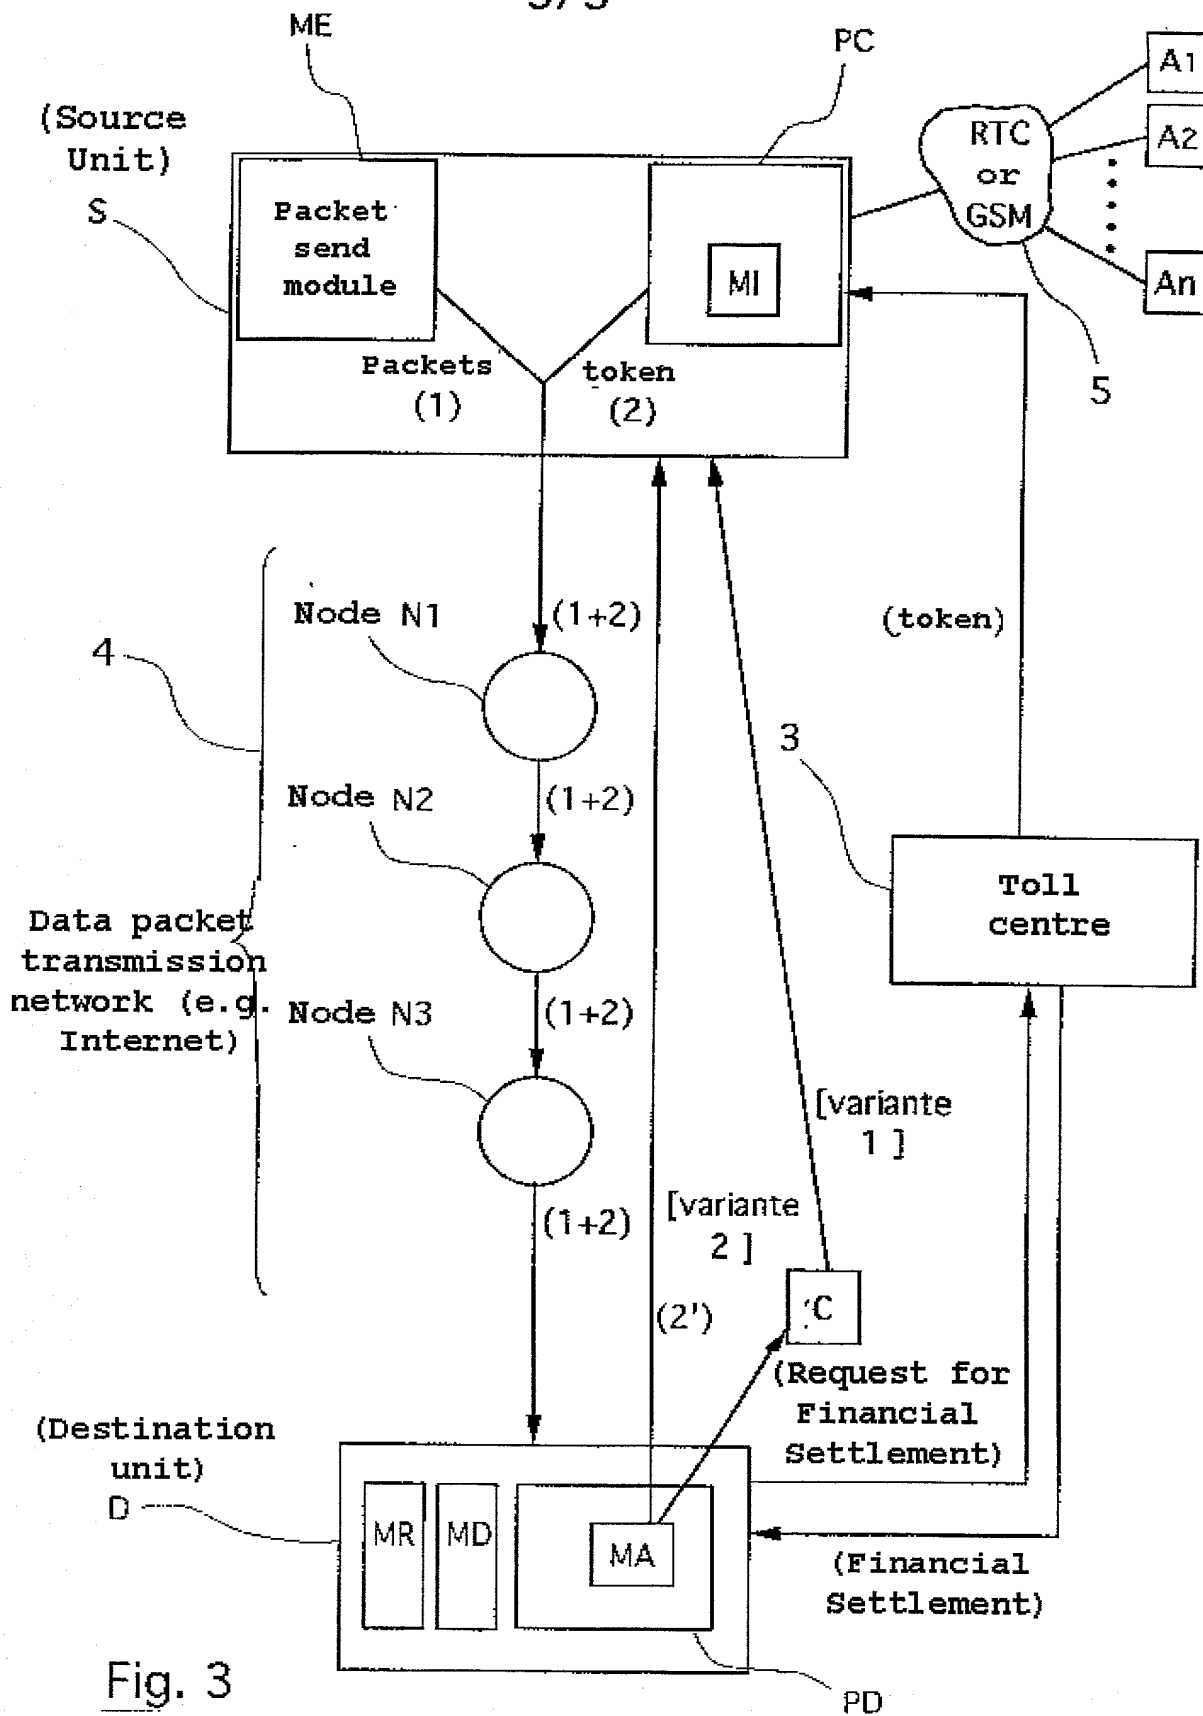 ME
PC
A1
(Source
Unit)
RTC
or
GSM
A2
S
Packet
send
module
MI
An
Packets
(1)
token
(2)
5
Node N1
(1+2)
(token)
4
3
Node N2
(1+2)
Toll
centre
Data packet
transmission
network (e.g.
Internet)
Node N3
(1+2)
[variante
1 ]
(1+2)
[variante
2 ]
(2')
C
(Request for
Financial
Settlement)
(Destination
unit)
D
MR
MD
MA
(Financial
Settlement)
Fig. 3
PD